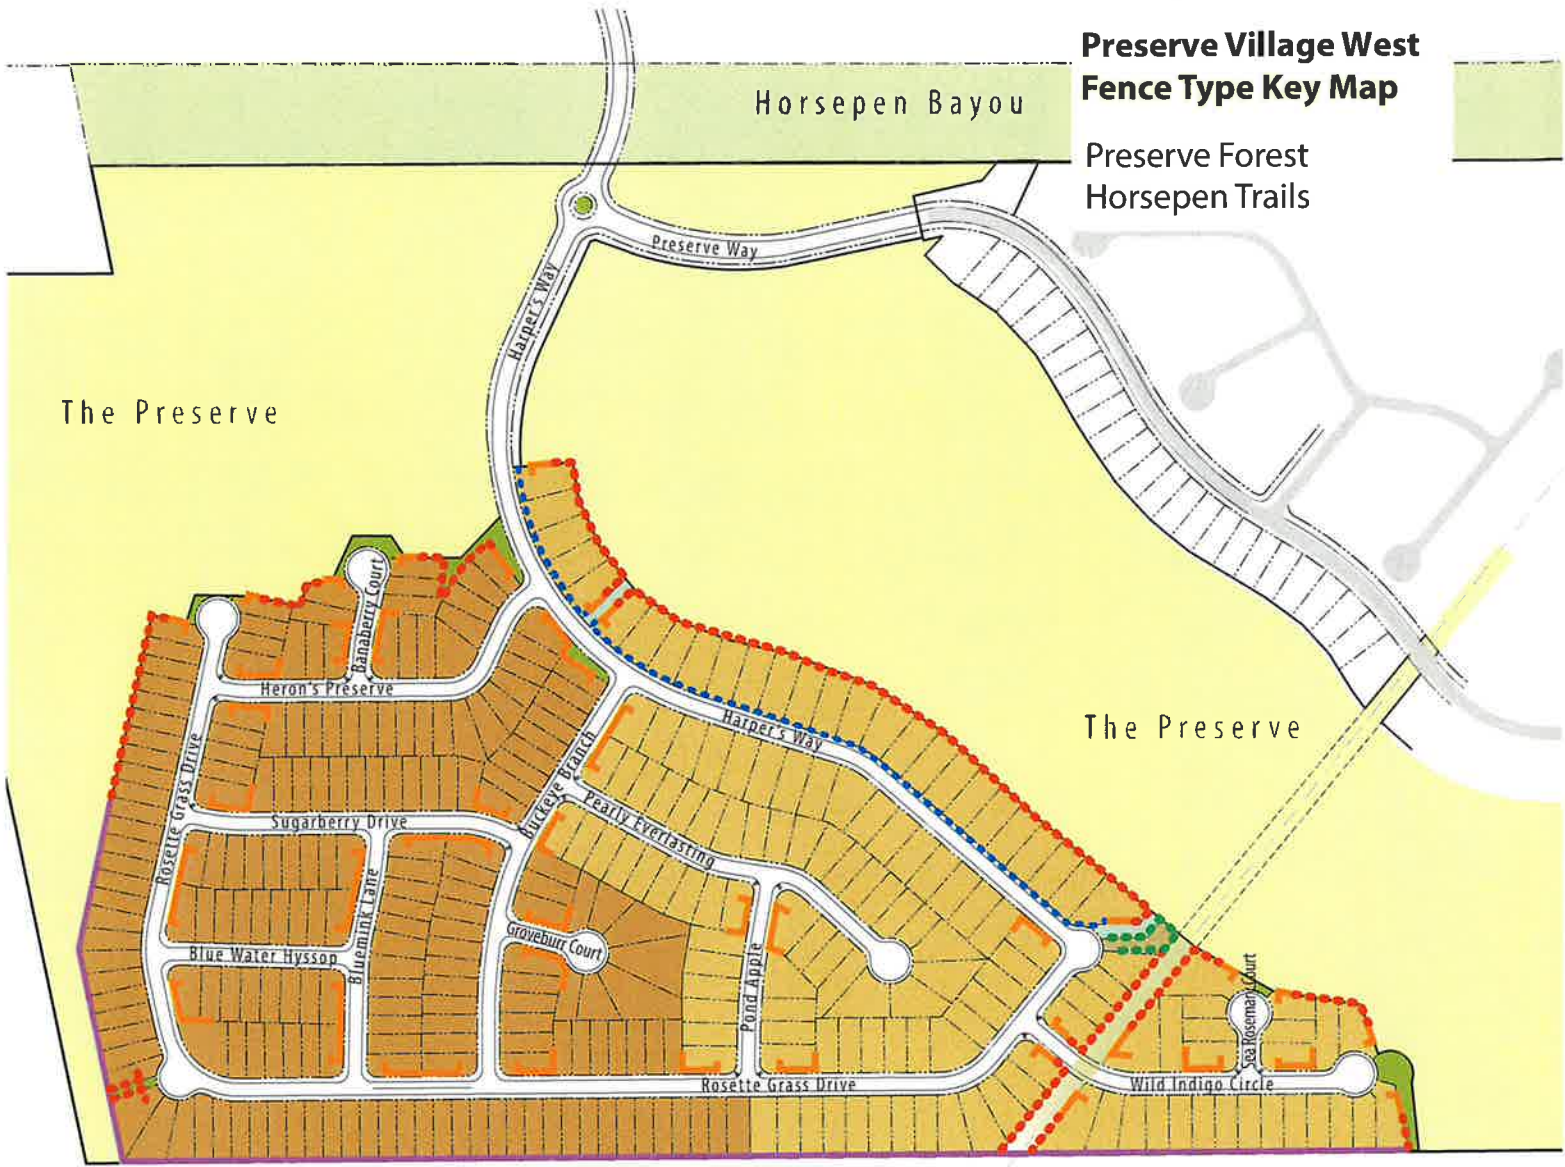 Preserve Village West
Fence Type Key Map
Horsepen Bayou
Preserve Forest
Horsepen Trails
Preserve Way
Harper's Way
The Preserve
Banaberry Court
Heron's Preserve
The Preserve
Harper's Way
Rosette Grass Drive
Buckeye Branch
Pearly Everlasting
Sugarberry Drive
Bluemink Lane
Groveburr Court
Blue Water Hyssop
Pond Apple
Sea Rosemary Court
Rosette Grass Drive
Wild Indigo Circle